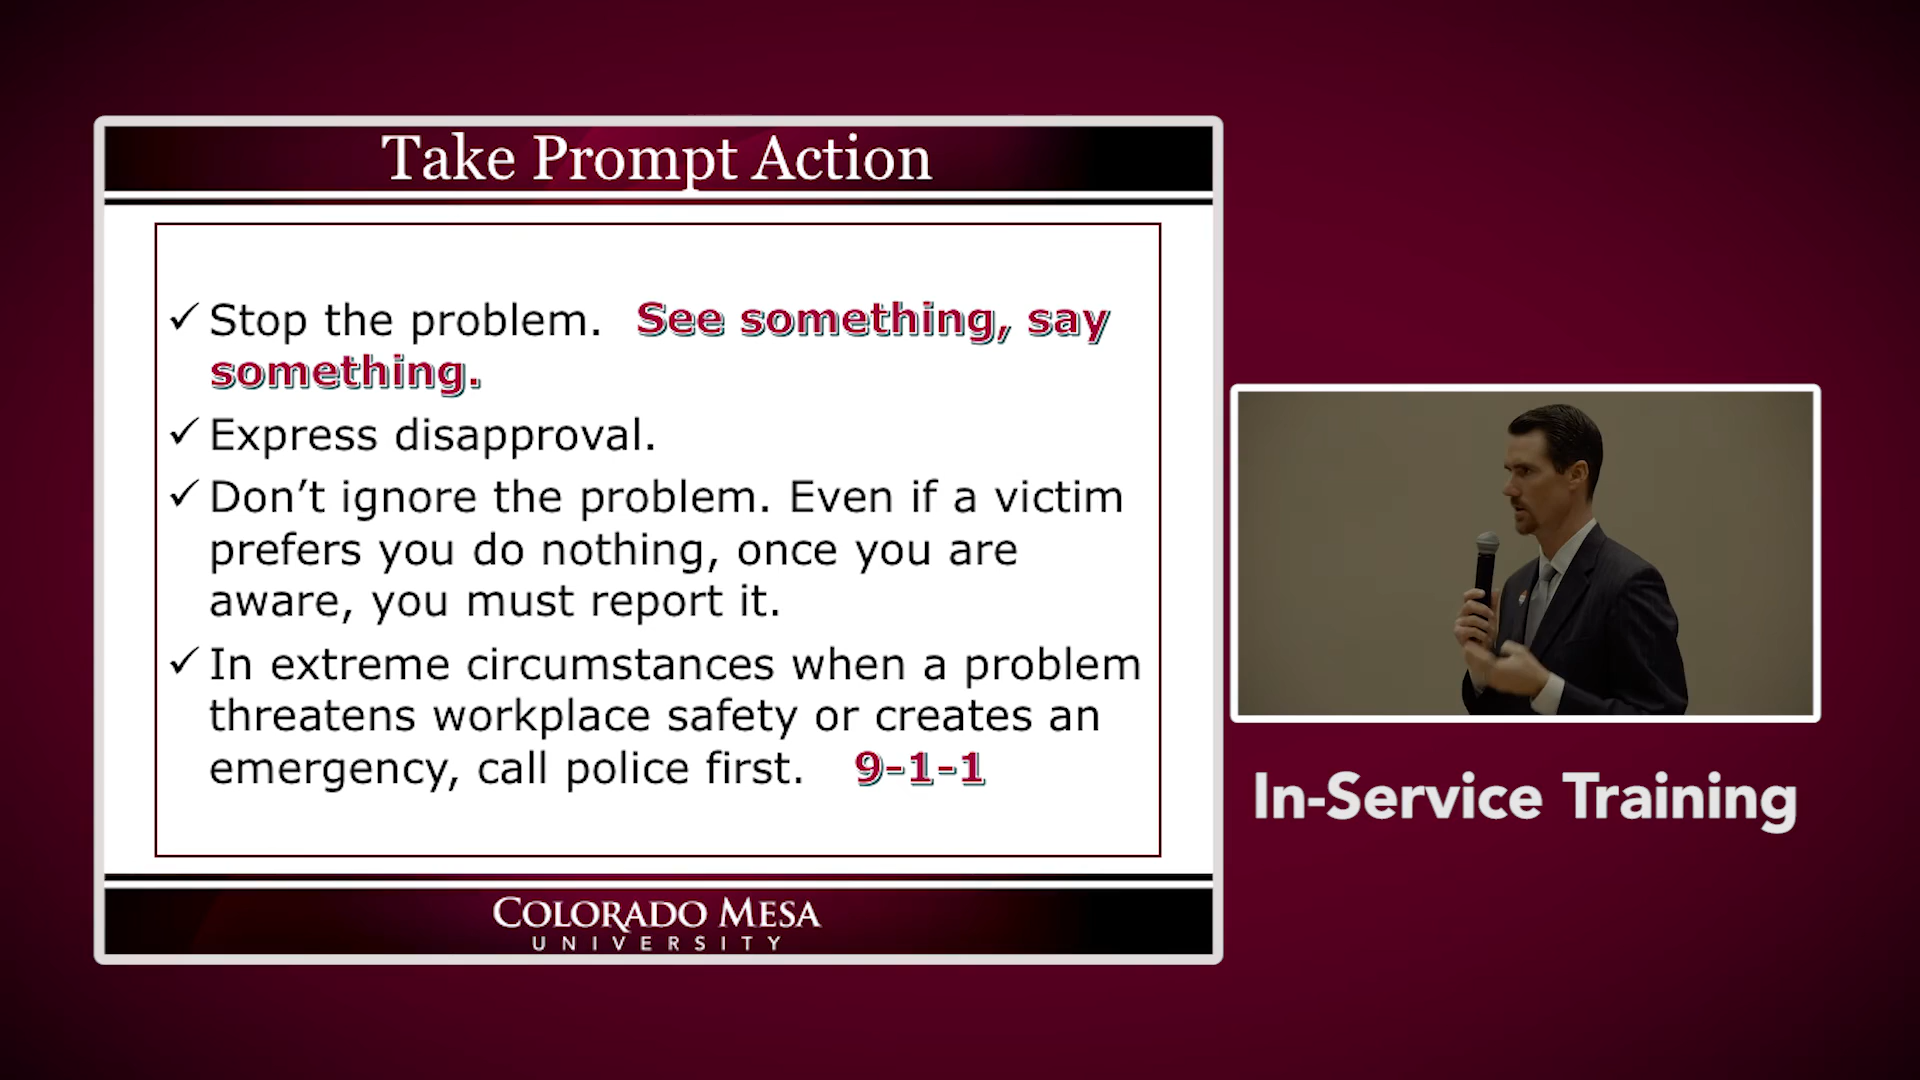 Take Prompt Action
✓ Stop the problem. See something, say
something.
✓ Express disapproval.
✓ Don’t ignore the problem. Even if a victim
prefers you do nothing, once you are
aware, you must report it.
✓ In extreme circumstances when a problem
threatens workplace safety or creates an
emergency, call police first. 9-1-1
COLORADO MESA
UNIVERSITY
In-Service Training